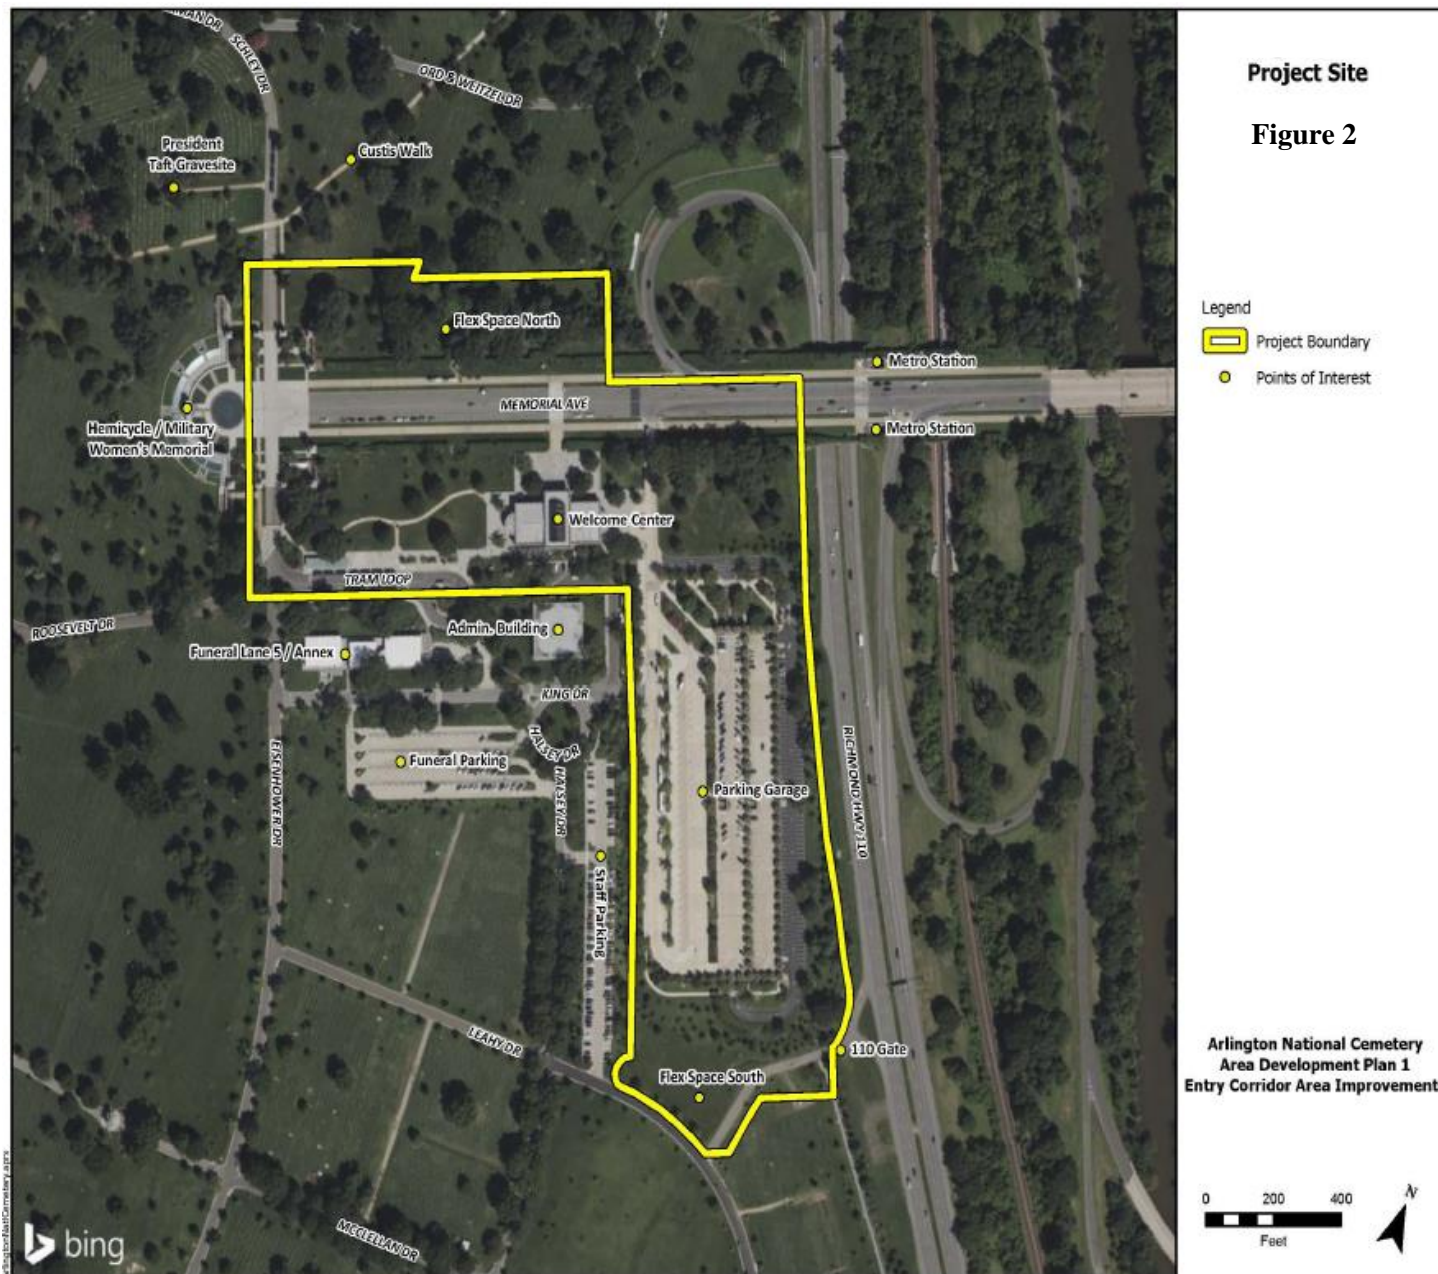 Project Site
Figure 2
SCHLEY DR
ORD & WEITZEL DR
President
Taft Gravesite
Custis Walk
Flex Space North
Metro Station
MEMORIAL AVE
Hemicycle / Military
Women's Memorial
Metro Station
Welcome Center
TRAM LOOP
ROOSEVELT DR
Admin. Building
Funeral Lane 5 / Annex
KING DR
HALSEY DR
EISENHOWER DR
Funeral Parking
HALSEY DR
RICHMOND HWY 110
Parking Garage
Staff Parking
LEAHY DR
110 Gate
Flex Space South
MCCLELLAN DR
bing
Legend
Project Boundary
Points of Interest
Arlington National Cemetery
Area Development Plan 1
Entry Corridor Area Improvement
0 200 400
Feet
N